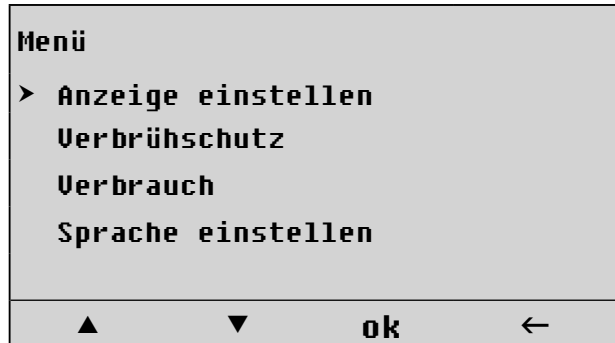 Menü
➤ Anzeige einstellen
Verbrühschutz
Verbrauch
Sprache einstellen
▲ ▼ ok ←